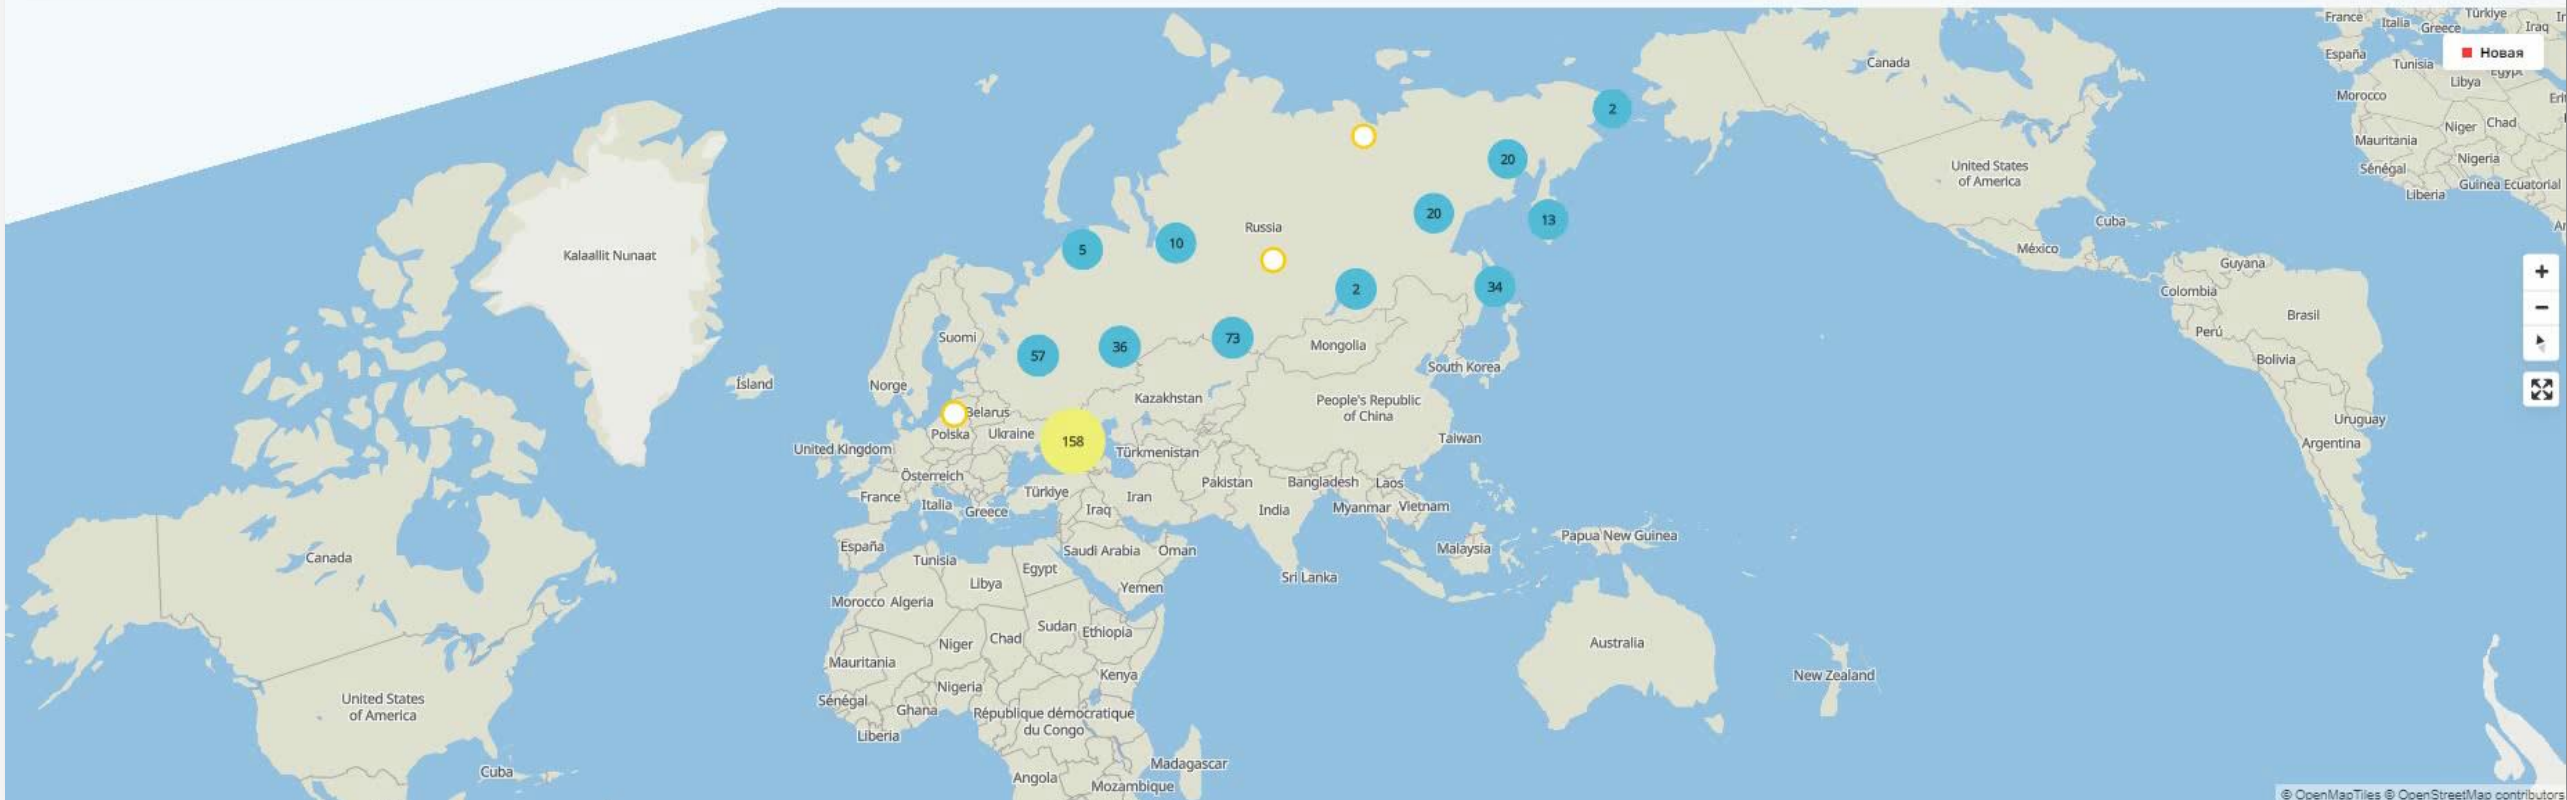 France
Italia
Greece
Türkiye
Iraq
España
Tunisia
Libya
Egypt
Новая
Morocco
Niger
Chad
Mauritania
Nigeria
Sénégal
Guinea Ecuatorial
Liberia
Canada
United States
of America
2
20
20
13
Russia
5
10
Kalaallit Nunaat
2
34
Cuba
México
Guyana
Colombia
Brasil
Perú
Bolivia
Uruguay
Argentina
Suomi
57
36
73
Mongolia
South Korea
Ísland
Norge
Belarus
Kazakhstan
People's Republic
of China
Polska
Ukraine
158
United Kingdom
Türkmenistan
Taiwan
Österreich
France
Italia
Greece
Türkiye
Iraq
Iran
Pakistan
Bangladesh
Laos
India
Myanmar
Vietnam
España
Tunisia
Libya
Egypt
Saudi Arabia
Oman
Yemen
Sri Lanka
Malaysia
Papua New Guinea
Canada
Morocco
Algeria
Niger
Chad
Sudan
Ethiopia
Mauritania
Nigeria
Kenya
Sénégal
Ghana
Liberia
République démocratique
du Congo
Australia
New Zealand
United States
of America
Cuba
Angola
Madagascar
Mozambique
© OpenMapTiles © OpenStreetMap contributors